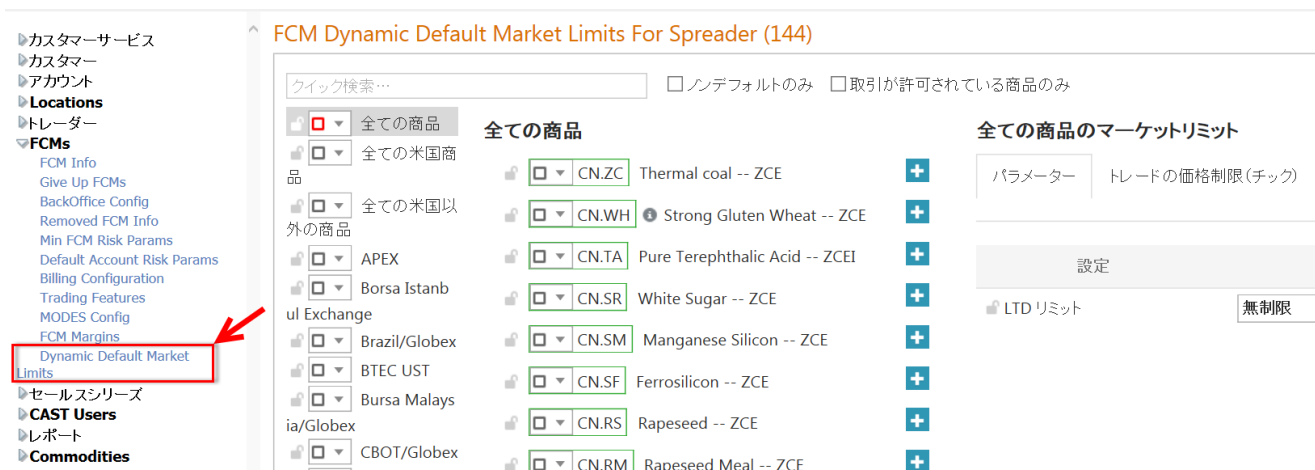 FCM Dynamic Default Market Limits For Spreader (144)
カスタマーサービス
カスタマー
アカウント
Locations
トレーダー
FCMs
FCM Info
Give Up FCMs
BackOffice Config
Removed FCM Info
Min FCM Risk Params
Default Account Risk Params
Billing Configuration
Trading Features
MODES Config
FCM Margins
Dynamic Default Market
Limits
セールスシリーズ
CAST Users
レポート
Commodities
クイック検索…
ノンデフォルトのみ
取引が許可されている商品のみ
全ての商品
全ての米国商
品
全ての米国以
外の商品
APEX
Borsa Istanb
ul Exchange
Brazil/Globex
BTEC UST
Bursa Malays
ia/Globex
CBOT/Globex
全ての商品
CN.ZC Thermal coal -- ZCE
CN.WH Strong Gluten Wheat -- ZCE
CN.TA Pure Terephthalic Acid -- ZCEI
CN.SR White Sugar -- ZCE
CN.SM Manganese Silicon -- ZCE
CN.SF Ferrosilicon -- ZCE
CN.RS Rapeseed -- ZCE
CN.RM Rapeseed Meal -- ZCE
全ての商品のマーケットリミット
パラメーター
トレードの価格制限(チック)
設定
LTD リミット
無制限